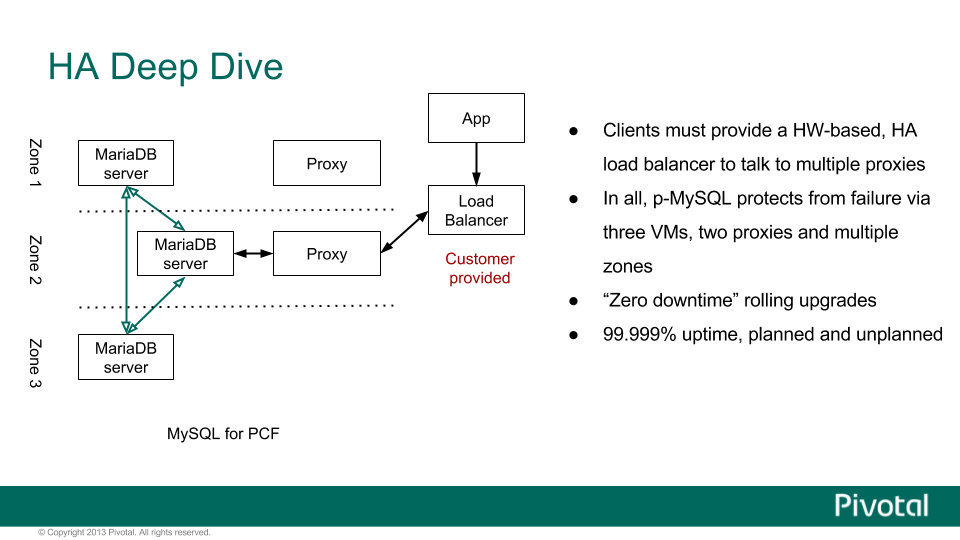 HA Deep Dive
Zone 1
MariaDB
server
Proxy
App
Load
Balancer
Customer
provided
Zone 2
MariaDB
server
Proxy
Zone 3
MariaDB
server
MySQL for PCF
● Clients must provide a HW-based, HA
load balancer to talk to multiple proxies
● In all, p-MySQL protects from failure via
three VMs, two proxies and multiple
zones
● “Zero downtime” rolling upgrades
● 99.999% uptime, planned and unplanned
Pivotal
© Copyright 2013 Pivotal. All rights reserved.